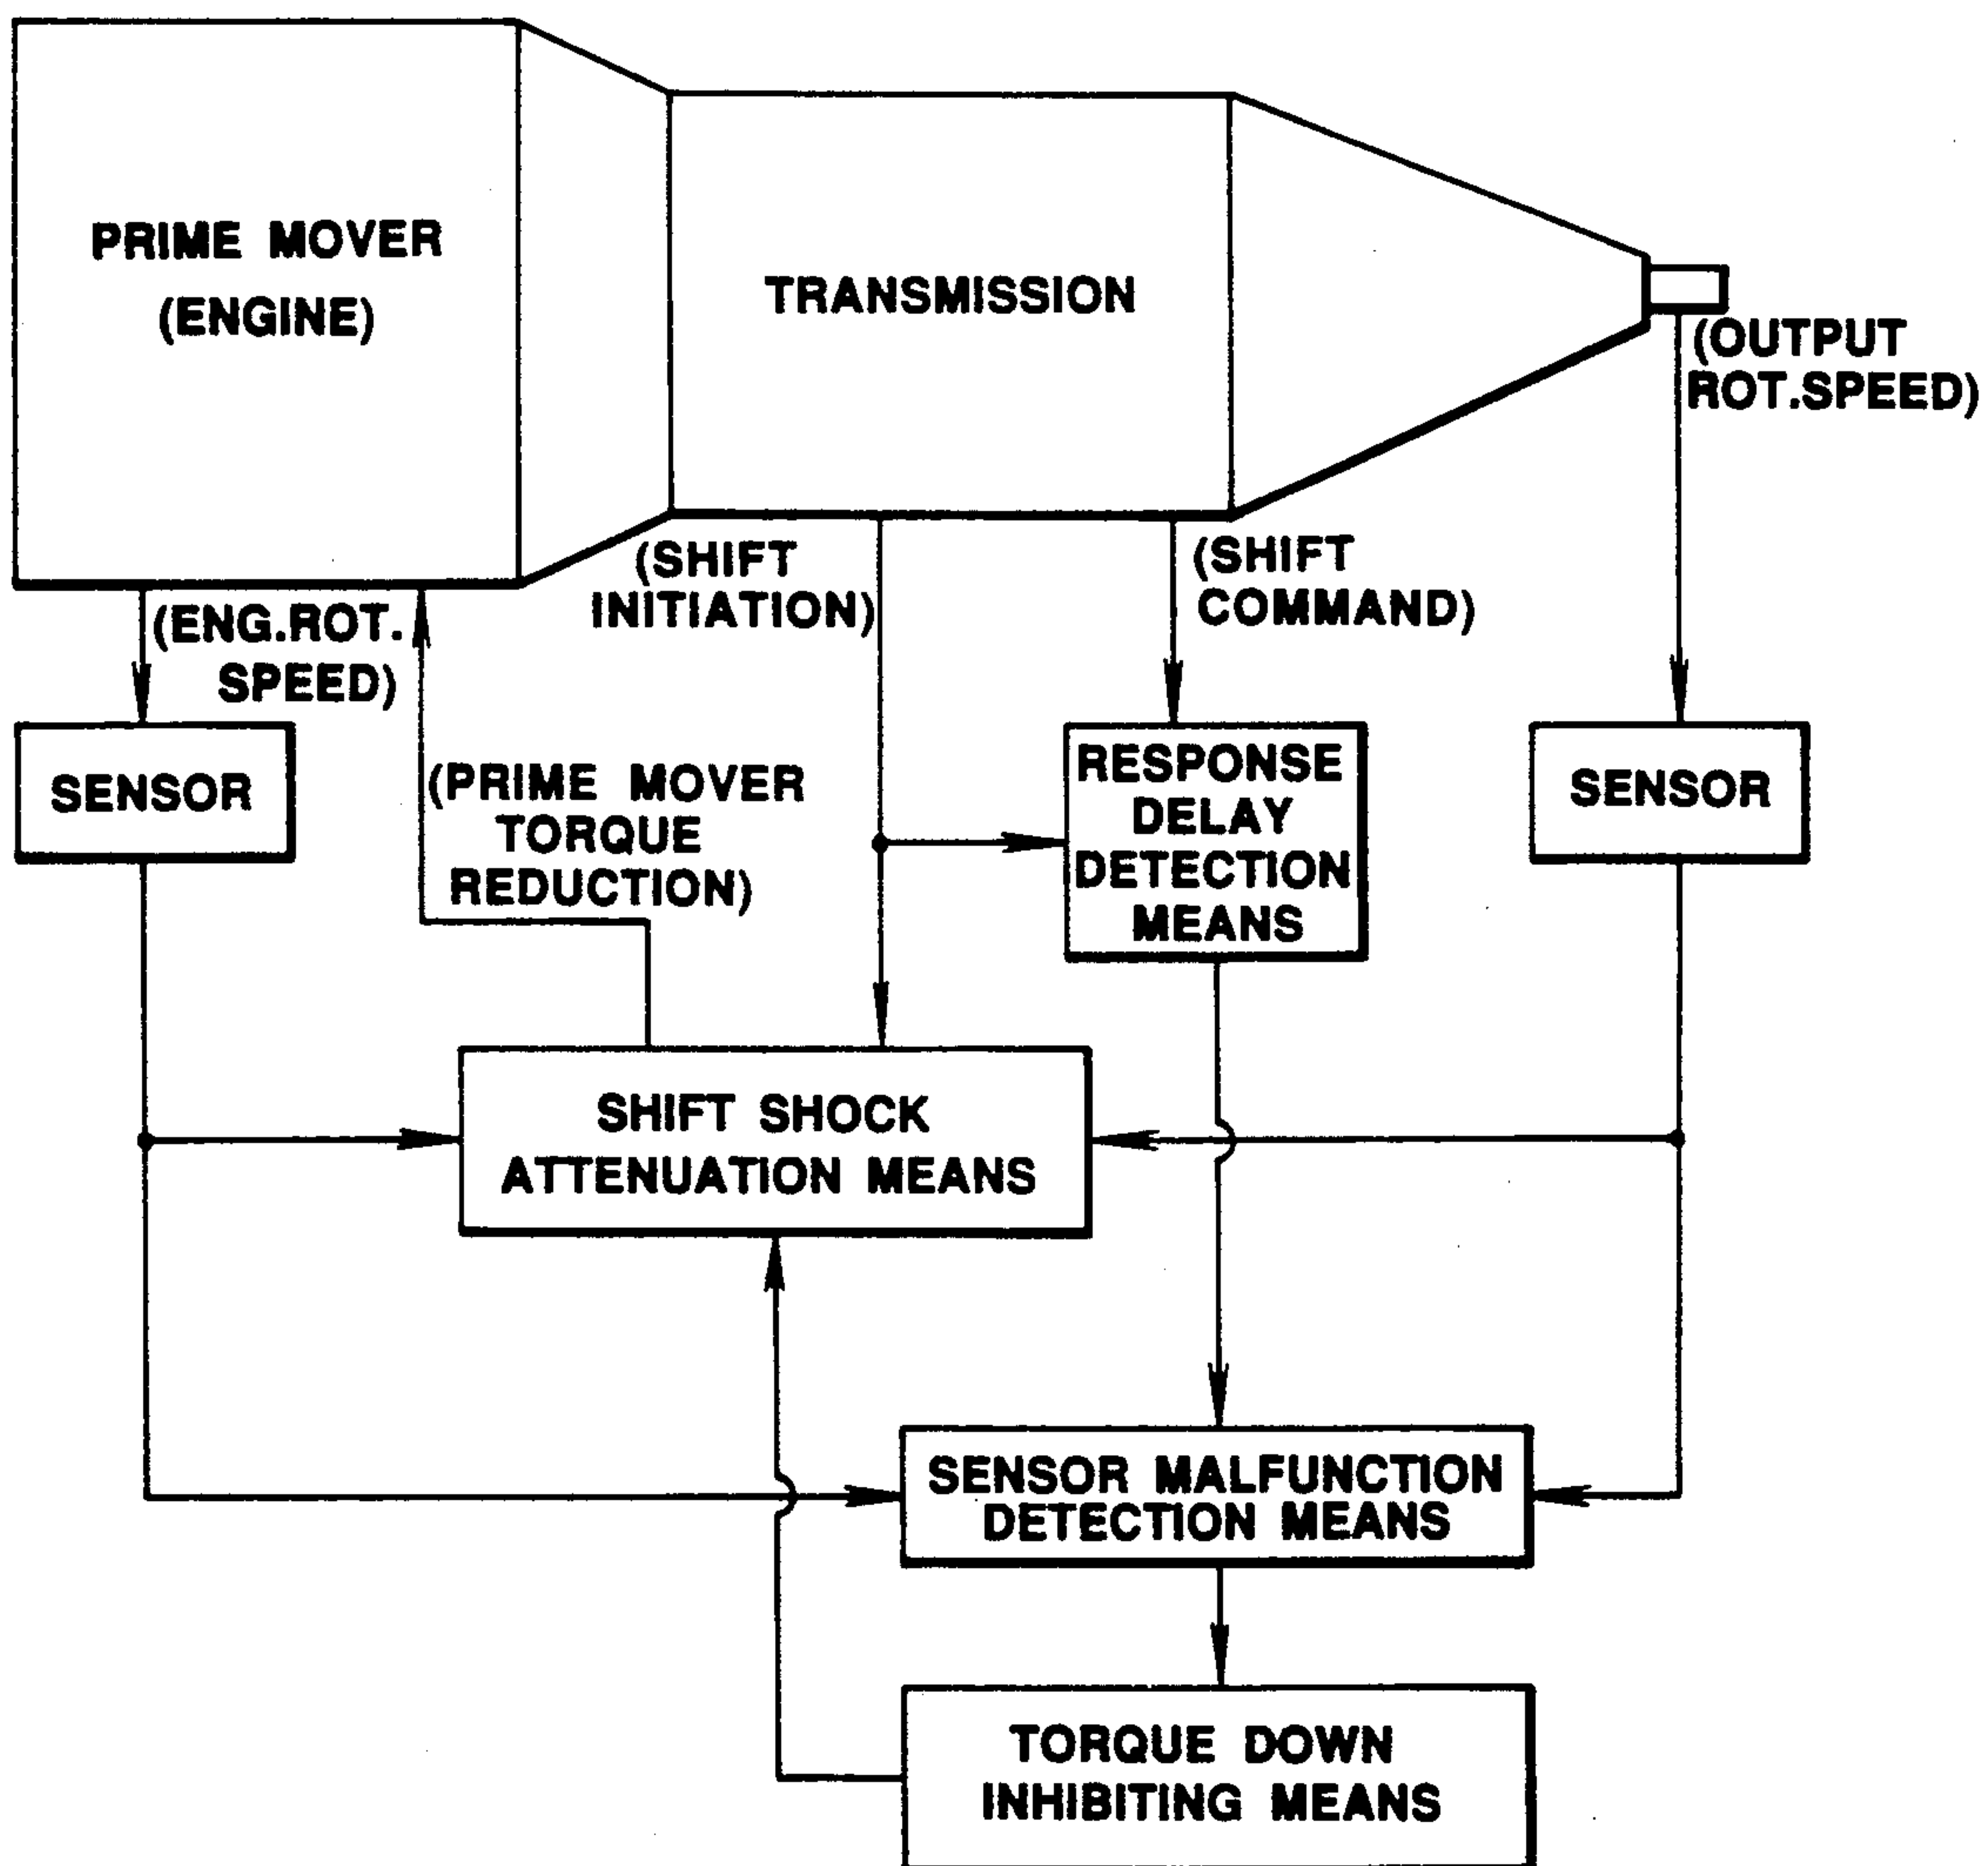 PRIME MOVER
(ENGINE)
TRANSMISSION
(OUTPUT
ROT.SPEED)
(SHIFT
INITIATION)
(SHIFT
COMMAND)
(ENG.ROT.
SPEED)
SENSOR
(PRIME MOVER
TORQUE
REDUCTION)
RESPONSE
DELAY
DETECTION
MEANS
SENSOR
SHIFT SHOCK
ATTENUATION MEANS
SENSOR MALFUNCTION
DETECTION MEANS
TORQUE DOWN
INHIBITING MEANS